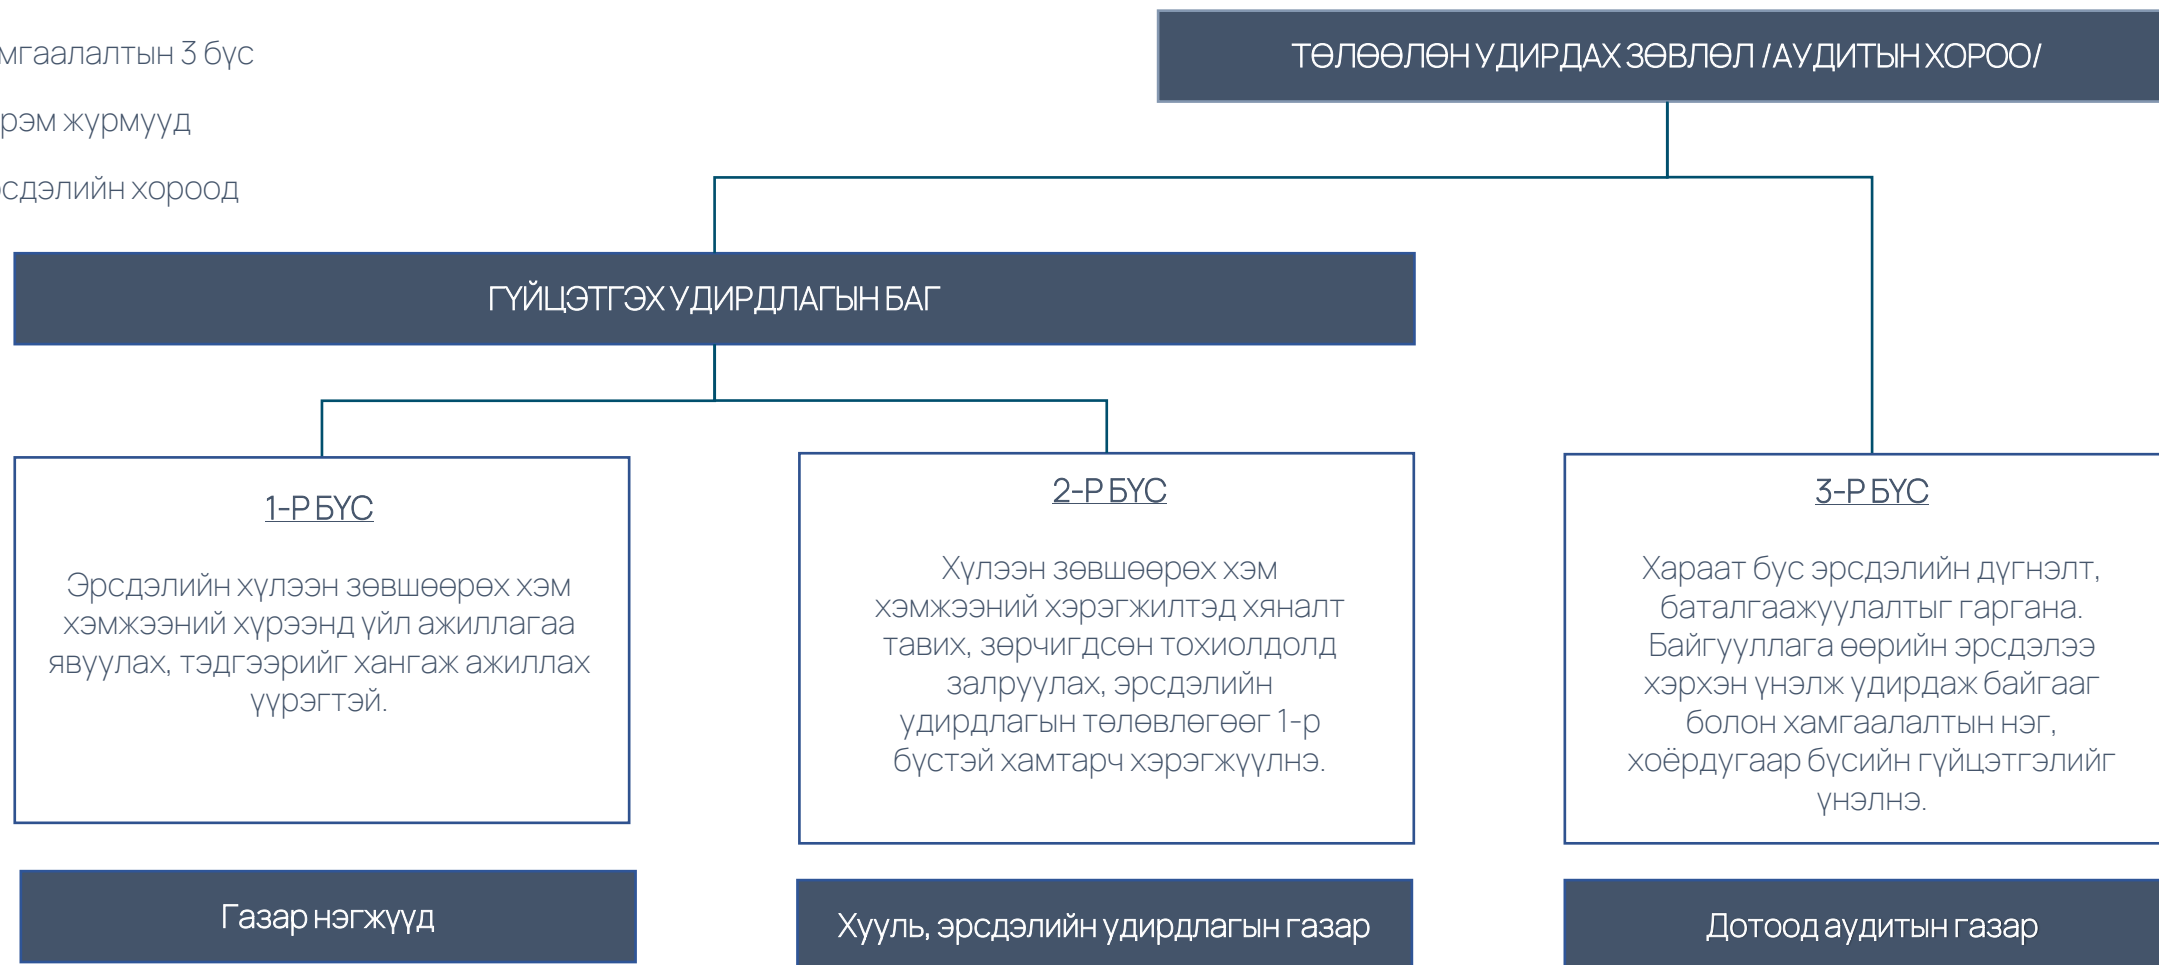 мгаалалтын 3 бүс
рэм журмууд
рсдэлийн хороод
ТӨЛӨӨЛӨН УДИРДАХ ЗӨВЛӨЛ /АУДИТЫН ХОРОО/
ГҮЙЦЭТГЭХ УДИРДЛАГЫН БАГ
1-Р БҮС
Эрсдэлийн хүлээн зөвшөөрөх хэм
хэмжээний хүрээнд үйл ажиллагаа
явуулах, тэдгээрийг хангаж ажиллах
үүрэгтэй.
Газар нэгжүүд
2-Р БҮС
Хүлээн зөвшөөрөх хэм
хэмжээний хэрэгжилтэд хяналт
тавих, зөрчигдсөн тохиолдолд
залруулах, эрсдэлийн
удирдлагын төлөвлөгөөг 1-р
бүстэй хамтарч хэрэгжүүлнэ.
Хууль, эрсдэлийн удирдлагын газар
3-Р БҮС
Хараат бус эрсдэлийн дүгнэлт,
баталгаажуулалтыг гаргана.
Байгууллага өөрийн эрсдэлээ
хэрхэн үнэлж удирдаж байгааг
болон хамгаалалтын нэг,
хоёрдугаар бүсийн гүйцэтгэлийг
үнэлнэ.
Дотоод аудитын газар